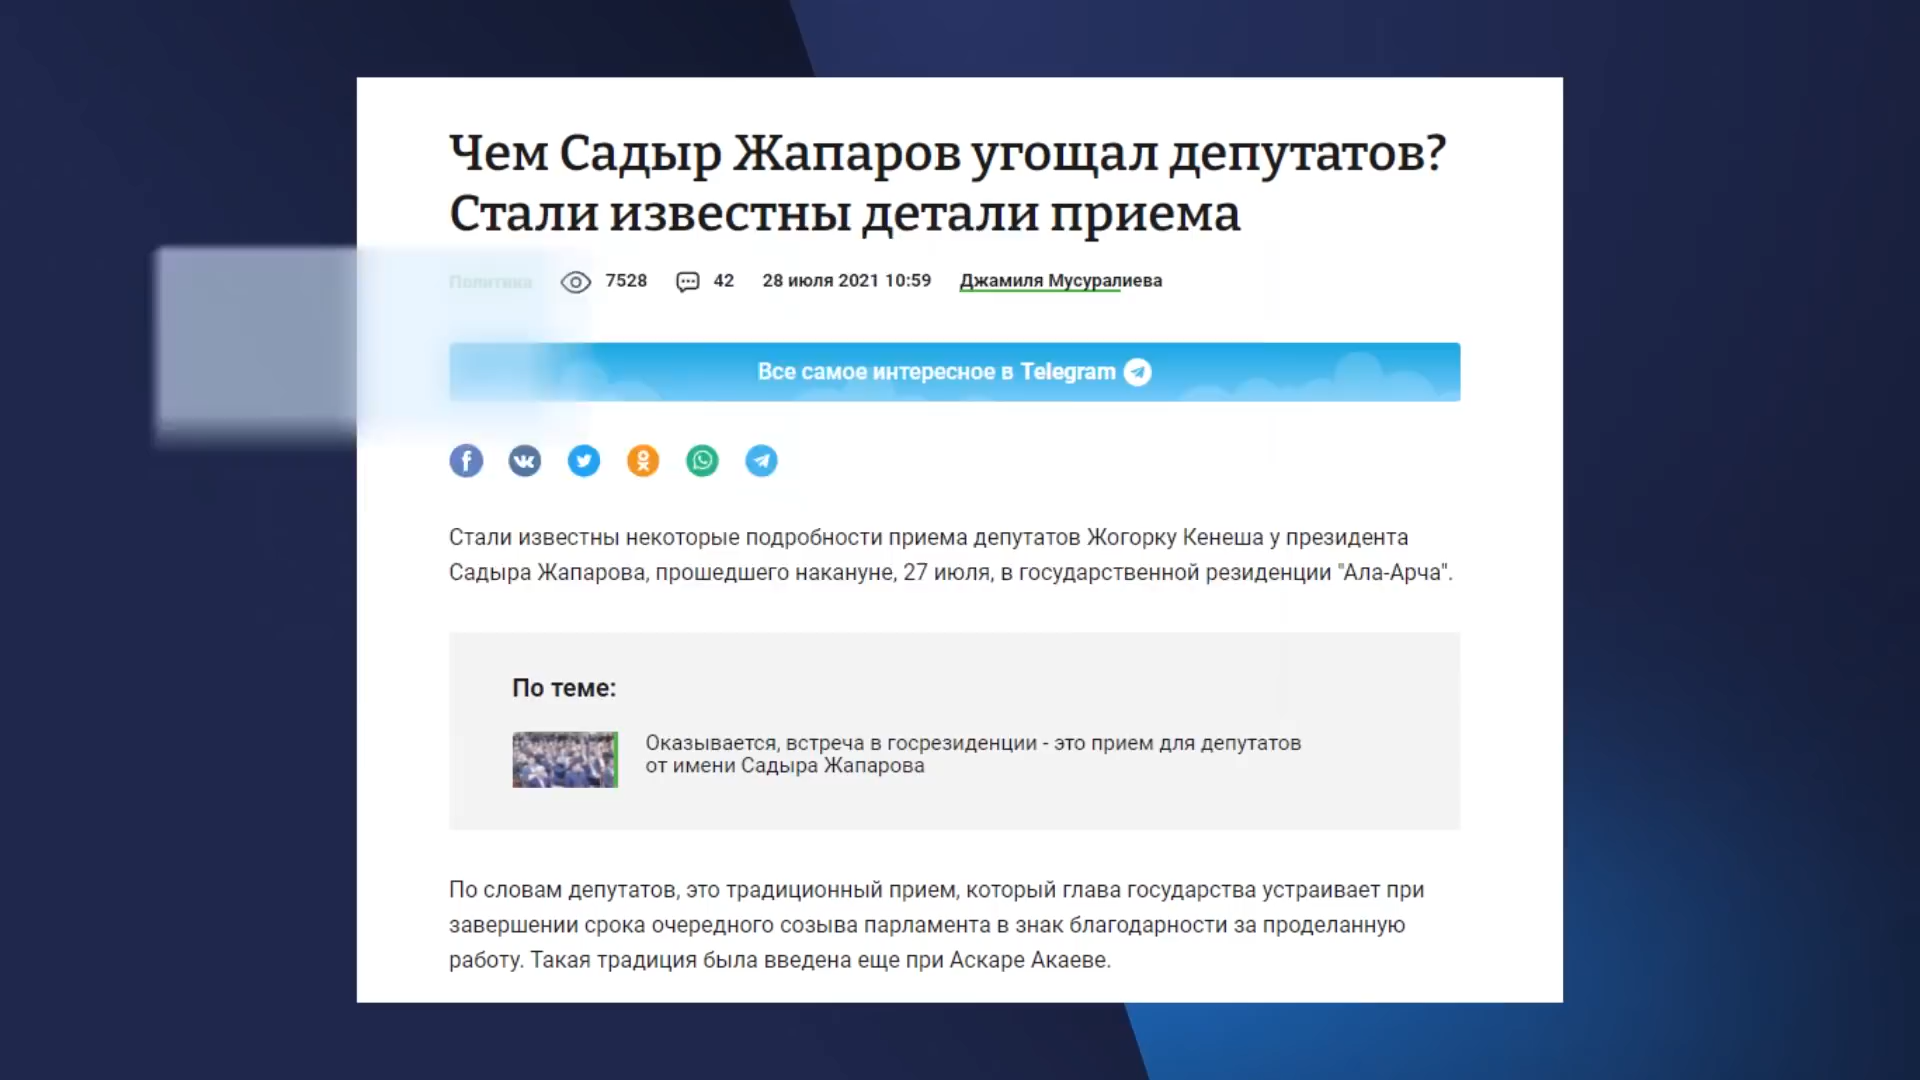 Чем Садыр Жапаров угощал депутатов?
Стали известны детали приема
Политика 7528 42 28 июля 2021 10:59 Джамиля Мусуралиева
Все самое интересное в Telegram
Стали известны некоторые подробности приема депутатов Жогорку Кенеша у президента
Садыра Жапарова, прошедшего накануне, 27 июля, в государственной резиденции "Ала-Арча".
По теме:
Оказывается, встреча в госрезиденции - это прием для депутатов
от имени Садыра Жапарова
По словам депутатов, это традиционный прием, который глава государства устраивает при
завершении срока очередного созыва парламента в знак благодарности за проделанную
работу. Такая традиция была введена еще при Аскаре Акаеве.